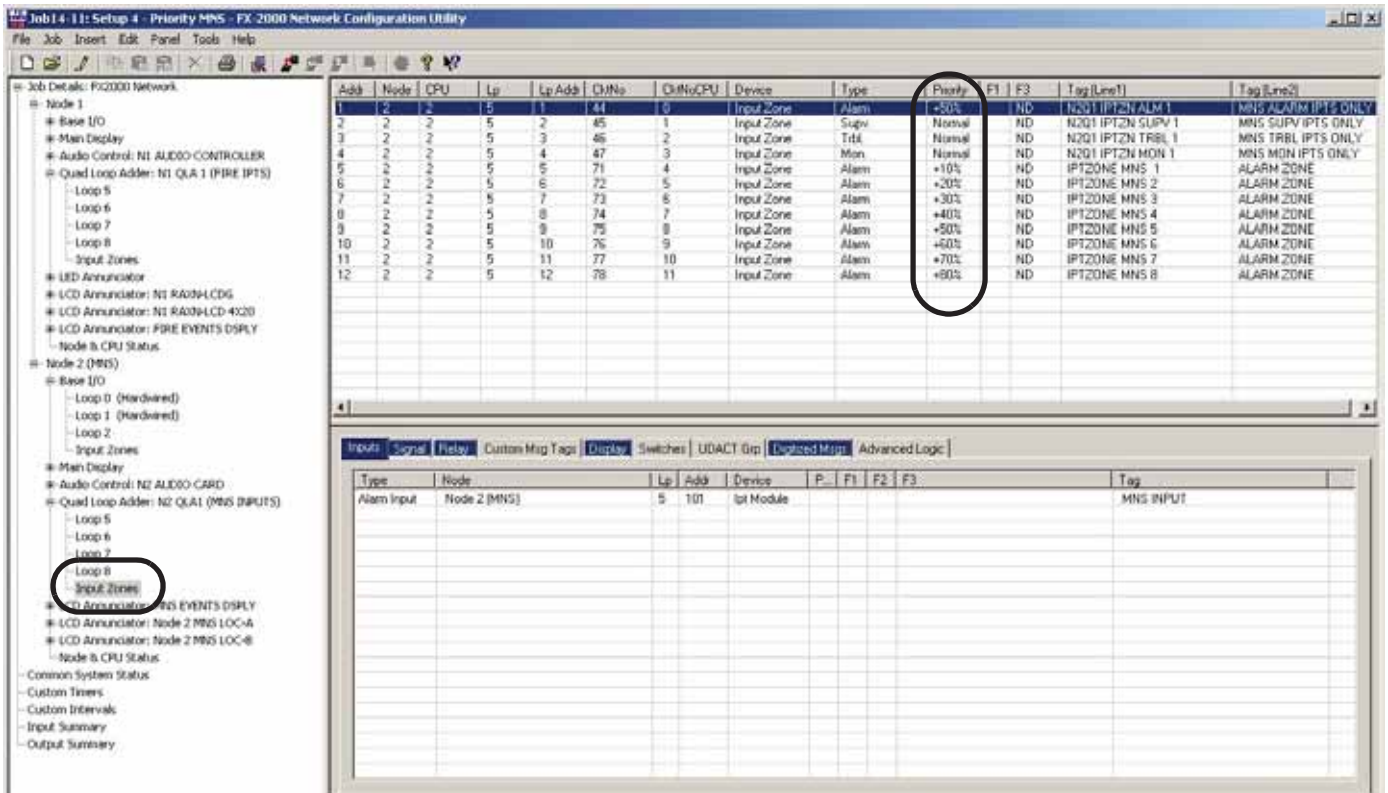 Job14-11: Setup 4 - Priority MNS - FX-2000 Network Configuration Utility
File Job Insert Edit Panel Tools Help
Job Details: FX2000 Network
Node 1
Base I/O
Main Display
Audio Control: N1 AUDIO CONTROLLER
Quad Loop Adder: N1 QLA 1 (FIRE IPTS)
Loop 5
Loop 6
Loop 7
Loop 8
Input Zones
LED Annunciator
LCD Annunciator: N1 RAXN-LCDG
LCD Annunciator: N1 RAXN-LCD 4X20
LCD Annunciator: FIRE EVENTS DSPLY
Node & CPU Status
Node 2 (MNS)
Base I/O
Loop 0 (Hardwired)
Loop 1 (Hardwired)
Loop 2
Input Zones
Main Display
Audio Control: N2 AUDIO CARD
Quad Loop Adder: N2 QLA1 (MNS INPUTS)
Loop 5
Loop 6
Loop 7
Loop 8
Input Zones
LCD Annunciator: MNS EVENTS DSPLY
LCD Annunciator: Node 2 MNS LOC-A
LCD Annunciator: Node 2 MNS LOC-B
Node & CPU Status
Common System Status
Custom Timers
Custom Intervals
Input Summary
Output Summary
Add Node CPU Lp Lp Add CktNo CktNoCPU Device Type Priority F1 F3 Tag (Line1) Tag (Line2)
1 2 2 5 1 44 0 Input Zone Alarm +50% ND N2Q1 IPTZN ALM 1 MNS ALARM IPTS ONLY
2 2 2 5 2 45 1 Input Zone Supv Normal ND N2Q1 IPTZN SUPV 1 MNS SUPV IPTS ONLY
3 2 2 5 3 46 2 Input Zone Trbl Normal ND N2Q1 IPTZN TRBL 1 MNS TRBL IPTS ONLY
4 2 2 5 4 47 3 Input Zone Mon Normal ND N2Q1 IPTZN MON 1 MNS MON IPTS ONLY
5 2 2 5 5 71 4 Input Zone Alarm +10% ND IPTZONE MNS 1 ALARM ZONE
6 2 2 5 6 72 5 Input Zone Alarm +20% ND IPTZONE MNS 2 ALARM ZONE
7 2 2 5 7 73 6 Input Zone Alarm +30% ND IPTZONE MNS 3 ALARM ZONE
8 2 2 5 8 74 7 Input Zone Alarm +40% ND IPTZONE MNS 4 ALARM ZONE
9 2 2 5 9 75 8 Input Zone Alarm +50% ND IPTZONE MNS 5 ALARM ZONE
10 2 2 5 10 76 9 Input Zone Alarm +60% ND IPTZONE MNS 6 ALARM ZONE
11 2 2 5 11 77 10 Input Zone Alarm +70% ND IPTZONE MNS 7 ALARM ZONE
12 2 2 5 12 78 11 Input Zone Alarm +80% ND IPTZONE MNS 8 ALARM ZONE
Inputs Signal Relay Custom Msg Tags Display Switches UDACT Grp Digitized Msgs Advanced Logic
Type Node Lp Add Device P... F1 F2 F3 Tag
Alarm Input Node 2 (MNS) 5 101 Ipt Module MNS INPUT